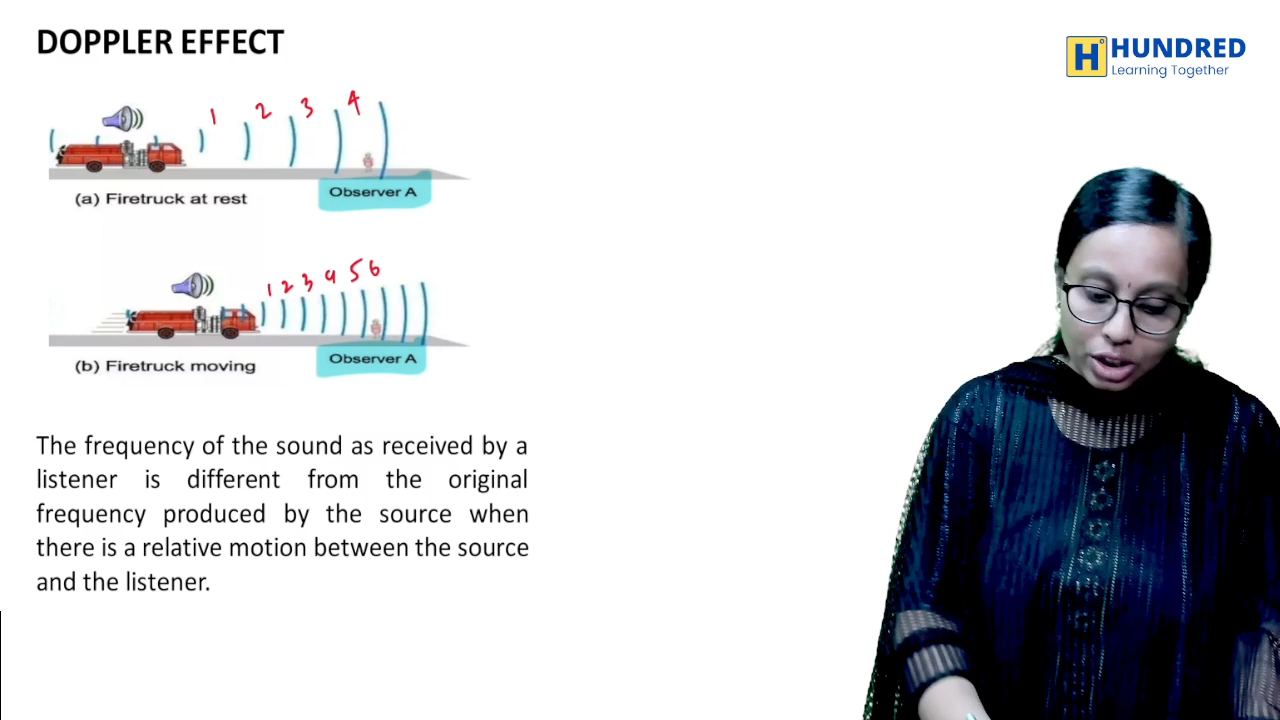 DOPPLER EFFECT
H° HUNDRED
Learning Together
1 2 3 4
Observer A
(a) Firetruck at rest
1 2 3 4 5 6
Observer A
(b) Firetruck moving
The frequency of the sound as received by a
listener is different from the original
frequency produced by the source when
there is a relative motion between the source
and the listener.